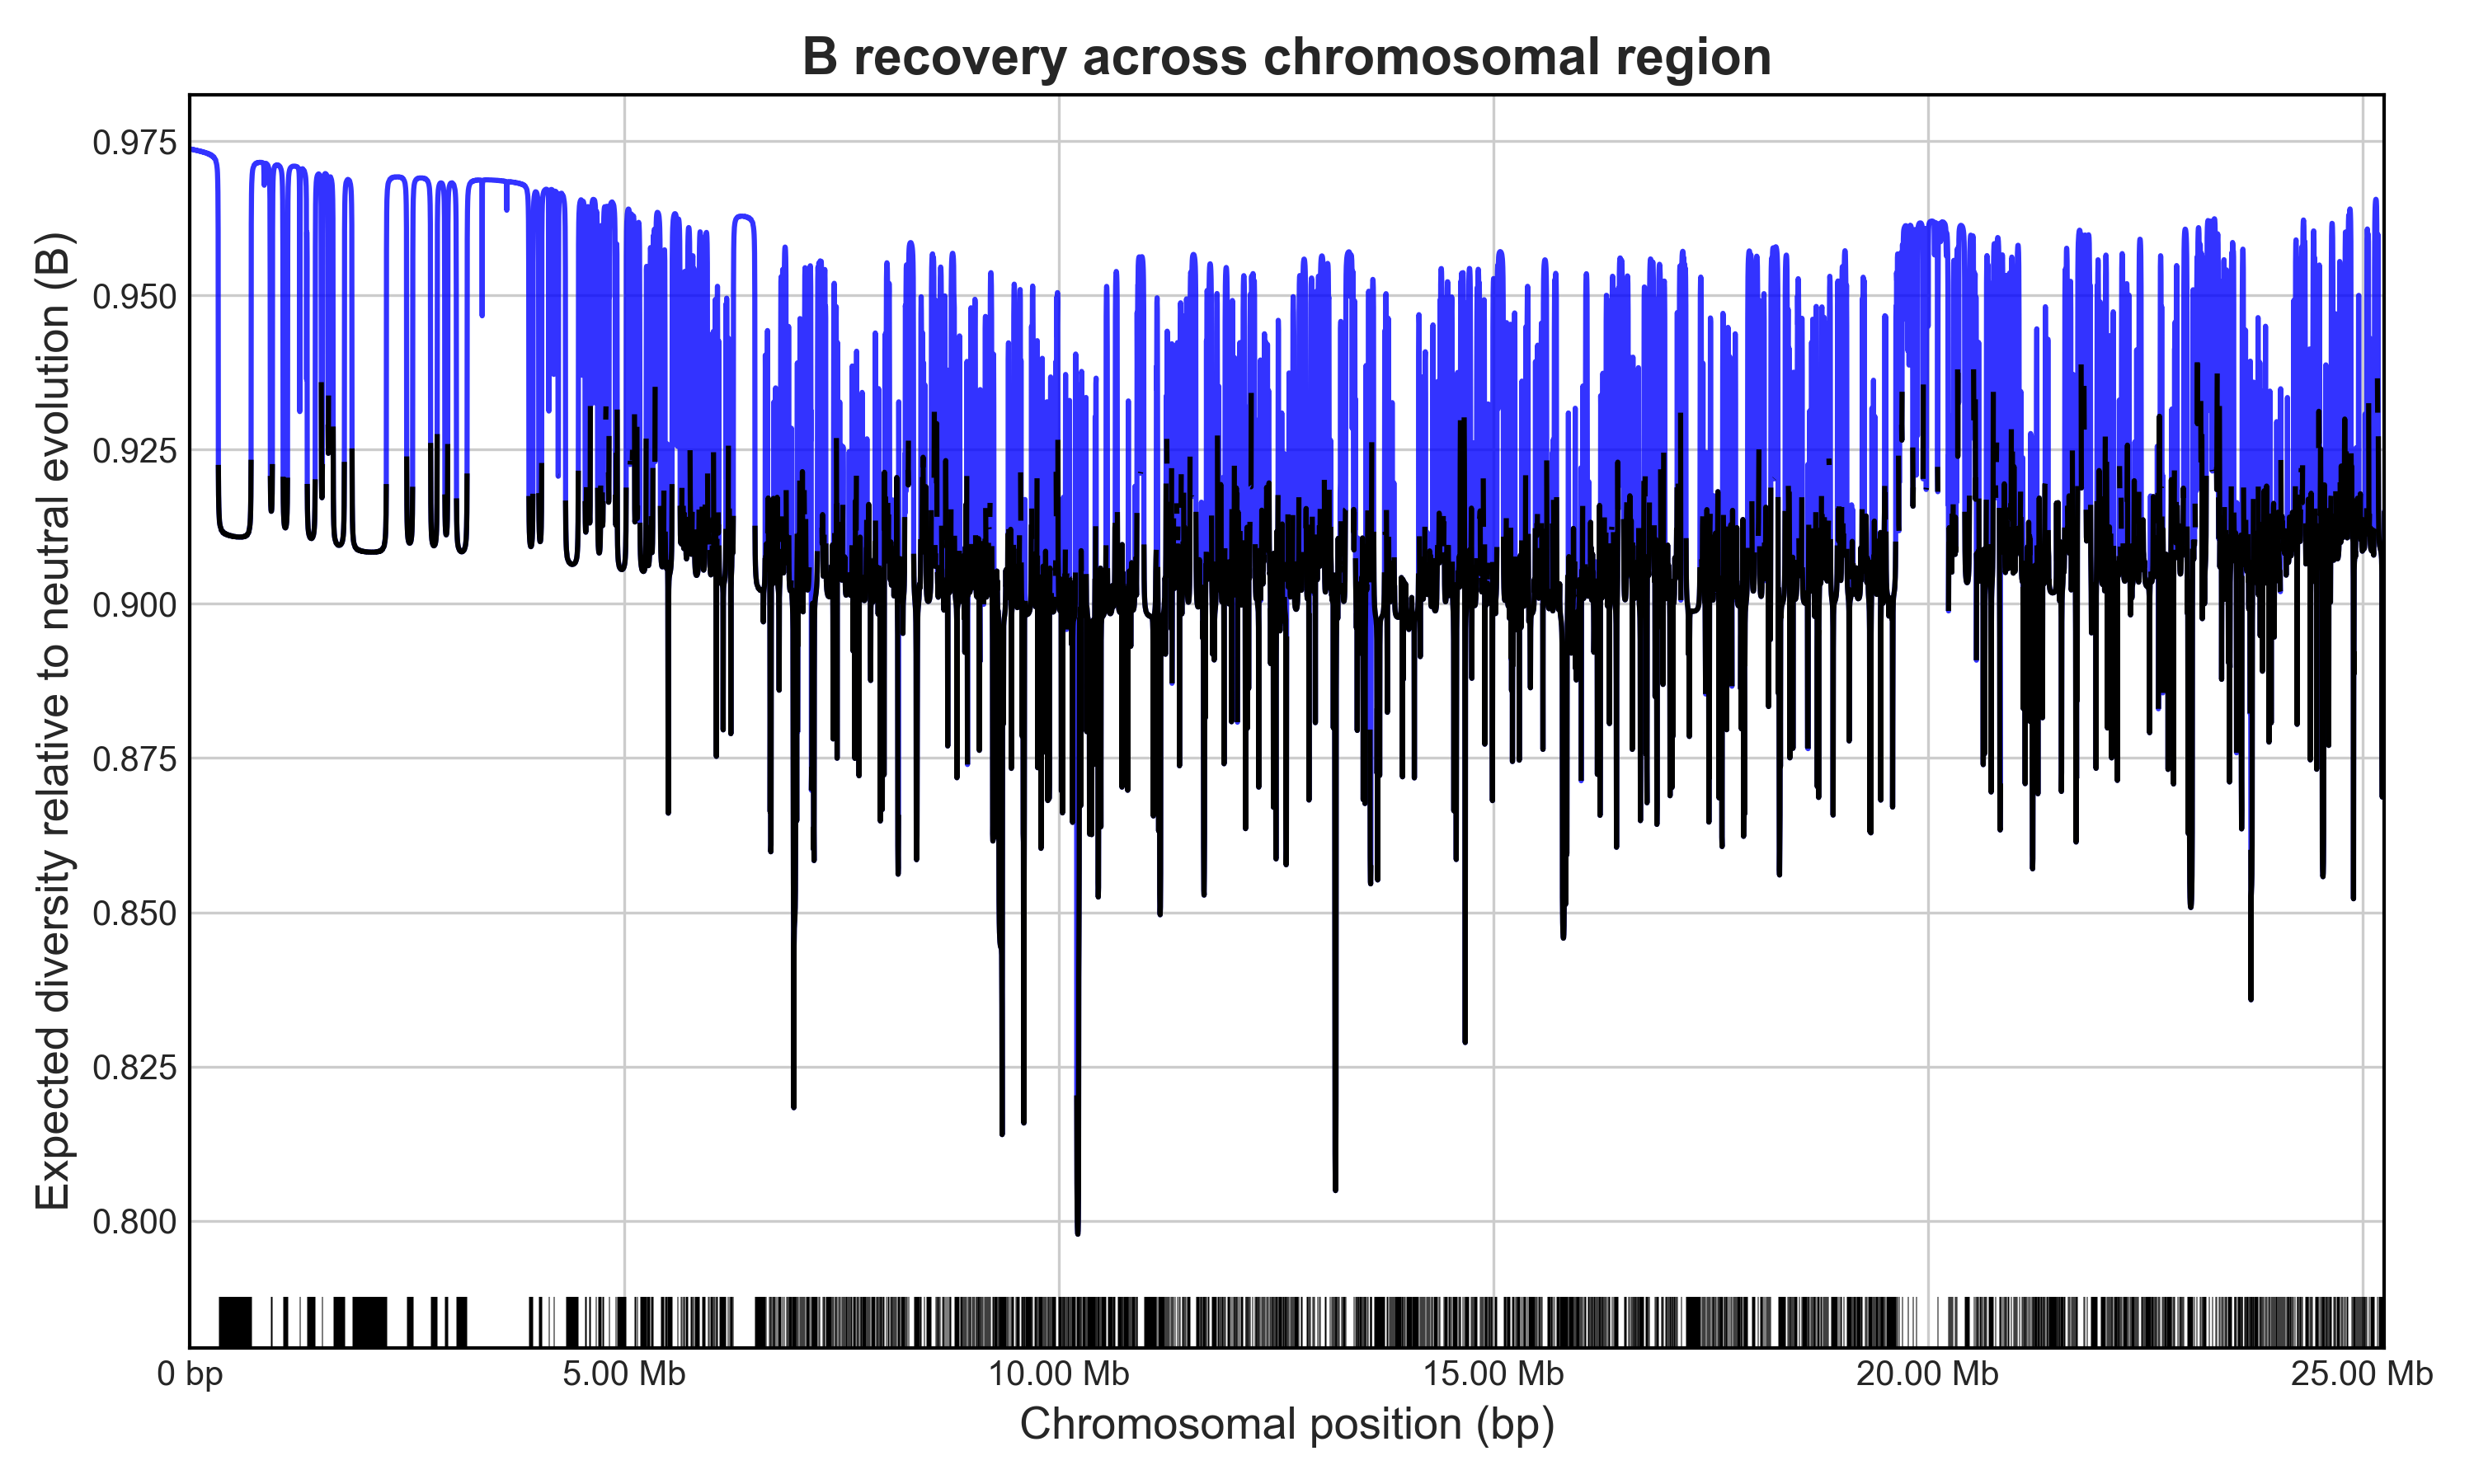 B recovery across chromosomal region
Expected diversity relative to neutral evolution (B)
0.975
0.950
0.925
0.900
0.875
0.850
0.825
0.800
0 bp
5.00 Mb
10.00 Mb
15.00 Mb
20.00 Mb
25.00 Mb
Chromosomal position (bp)